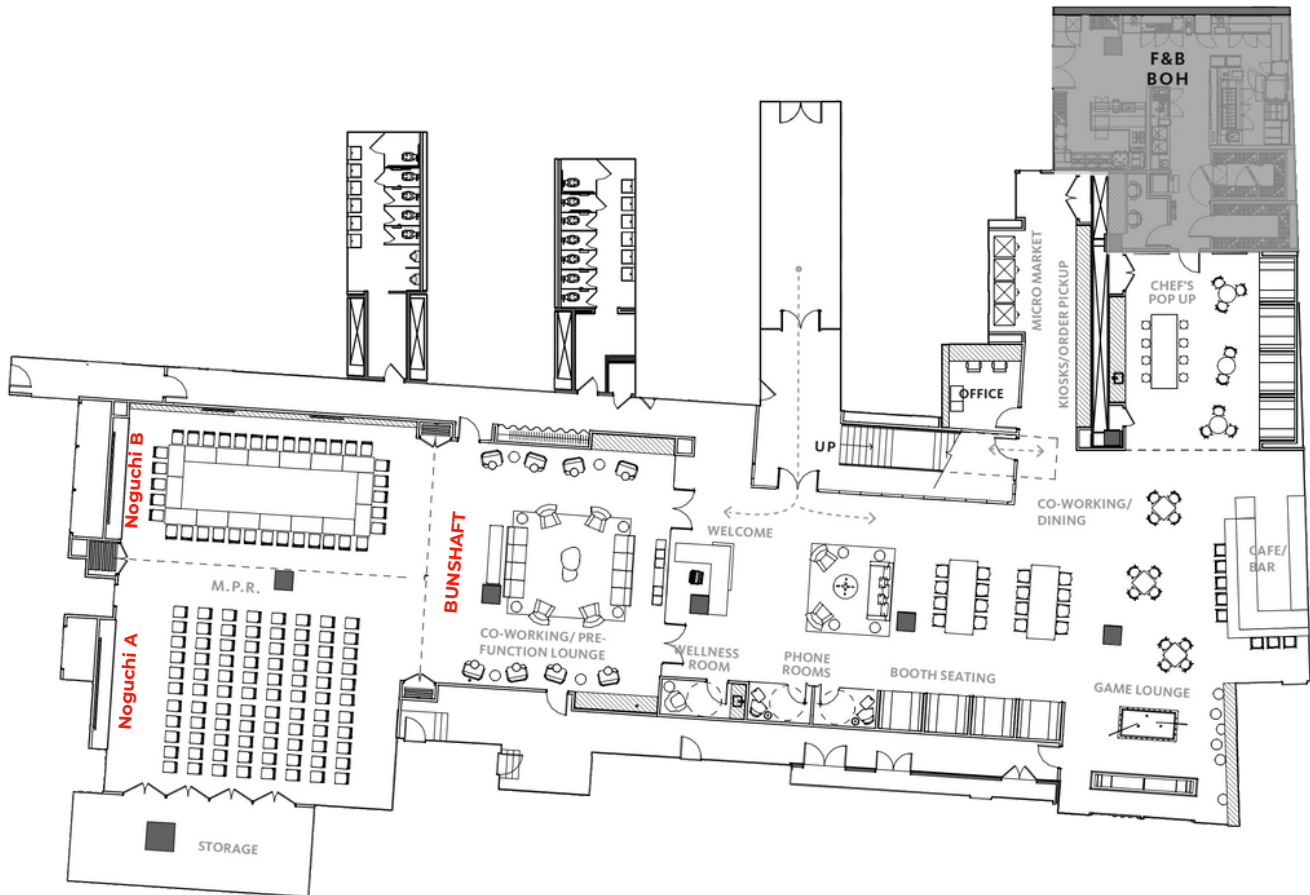 F&B
BOH
MICRO MARKET
KIOSKS/ORDER PICKUP
CHEF'S
POP UP
OFFICE
UP
Noguchi B
BUNSHAFT
WELCOME
CO-WORKING/
DINING
CAFE/
BAR
M.P.R.
Noguchi A
CO-WORKING/ PRE-
FUNCTION LOUNGE
WELLNESS
ROOM
PHONE
ROOMS
BOOTH SEATING
GAME LOUNGE
STORAGE